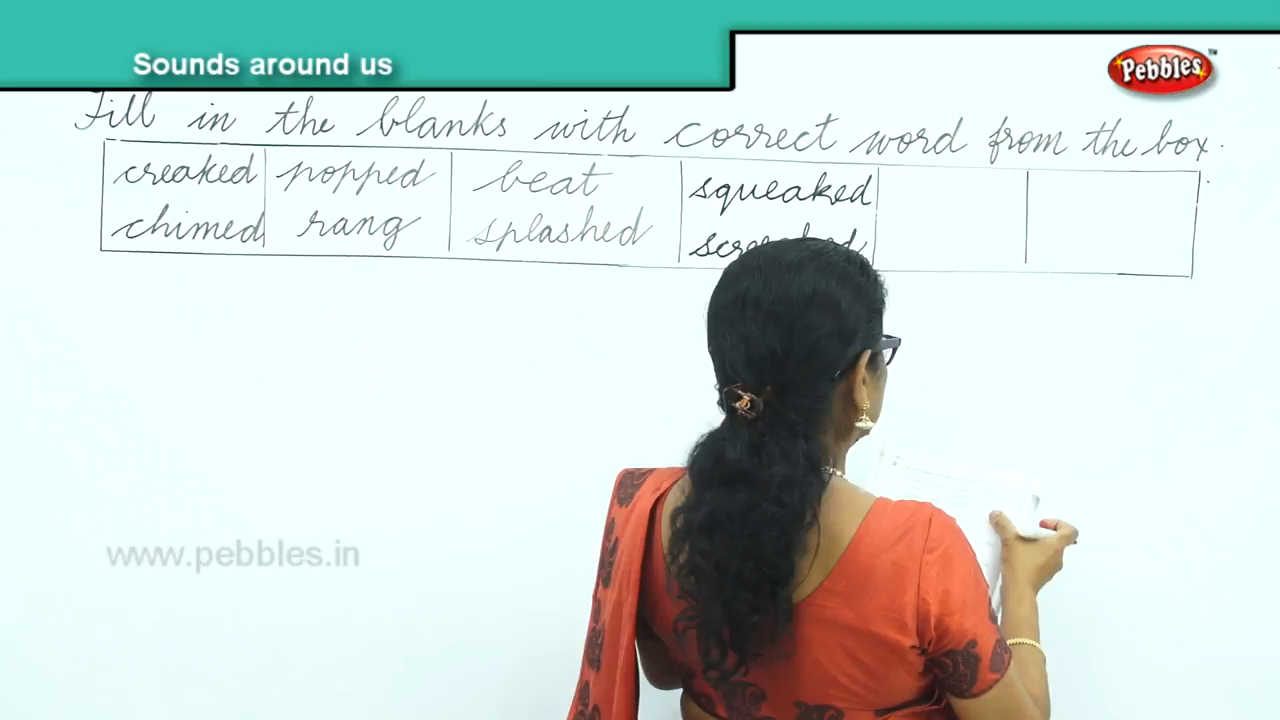 Sounds around us
Pebbles™
Fill in the blanks with correct word from the box.
creaked popped beat squeaked
chimed rang splashed
www.pebbles.in